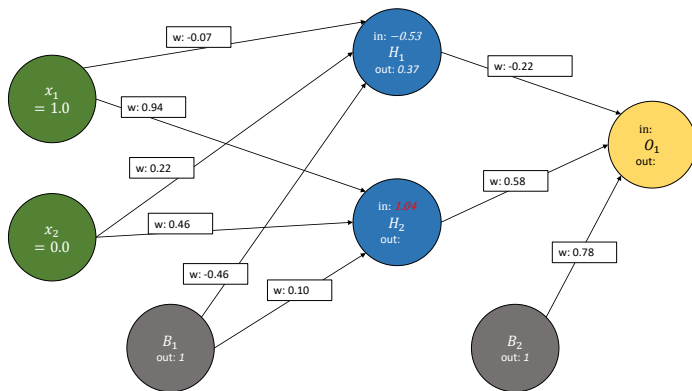 w: -0.07
in: −0.53
H₁
out: 0.37
w: -0.22
x₁
= 1.0
w: 0.94
in:
O₁
out:
w: 0.22
w: 0.58
x₂
= 0.0
w: 0.46
in: 1.04
H₂
out:
w: -0.46
w: 0.10
w: 0.78
B₁
out: 1
B₂
out: 1